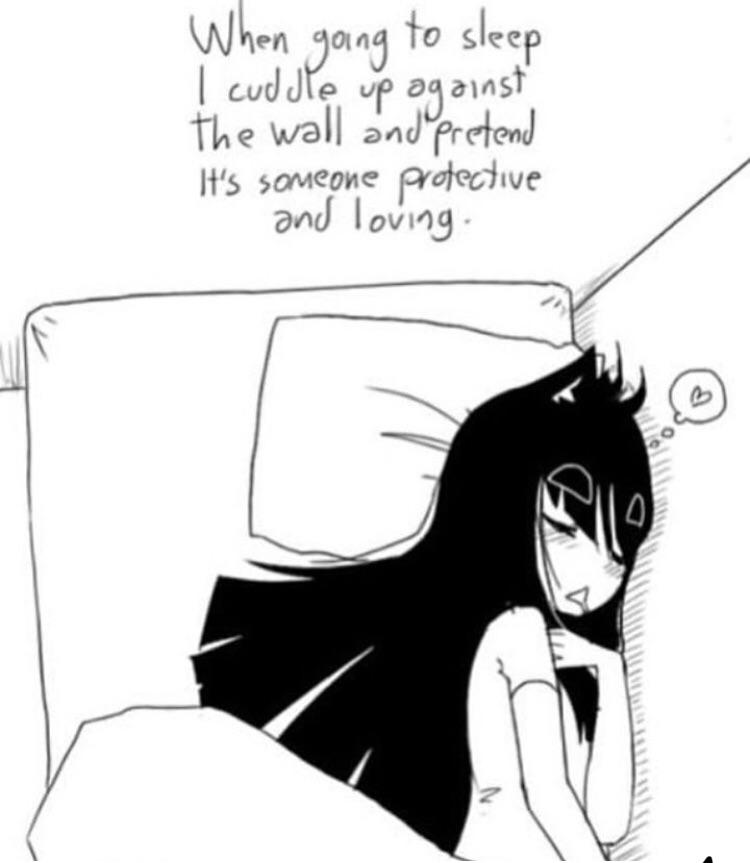 When going to sleep
I cuddle up against
the wall and pretend
It's someone protective
and loving.